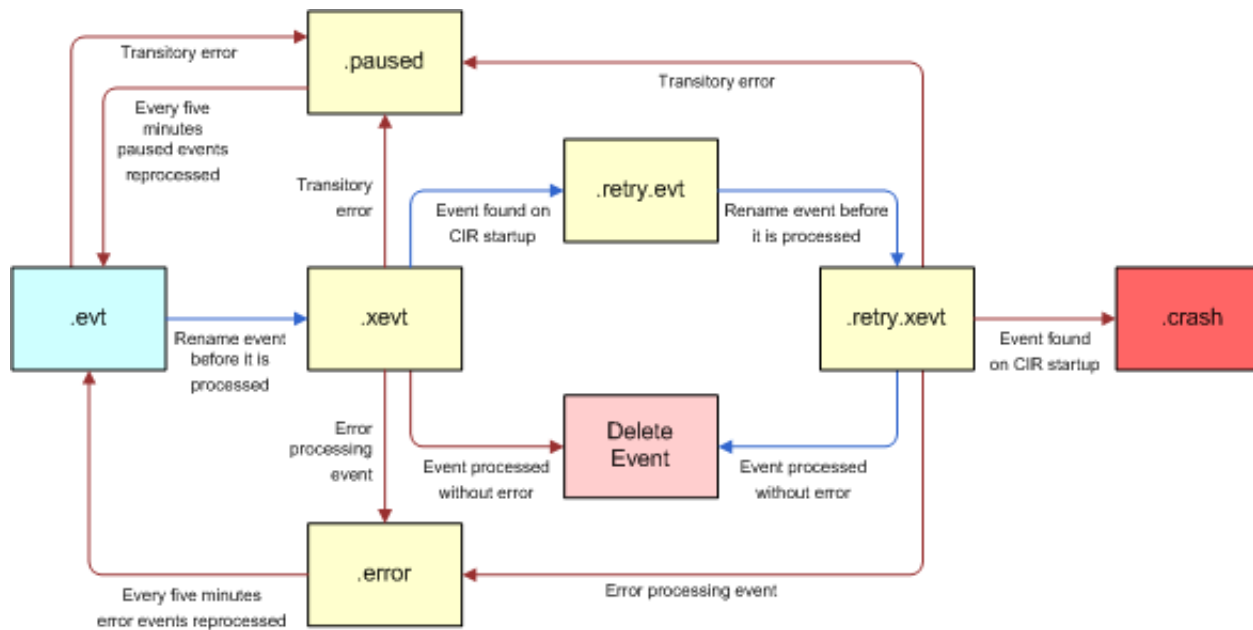 Transitory error
.paused
Transitory error
Every five
minutes
paused events
reprocessed
Transitory
error
Event found on
CIR startup
.retry.evt
Rename event before
it is processed
.evt
Rename event
before it is
processed
.xevt
.retry.xevt
Event found
on CIR startup
.crash
Error
processing
event
Event processed
without error
Delete
Event
Event processed
without error
Every five minutes
error events reprocessed
.error
Error processing event